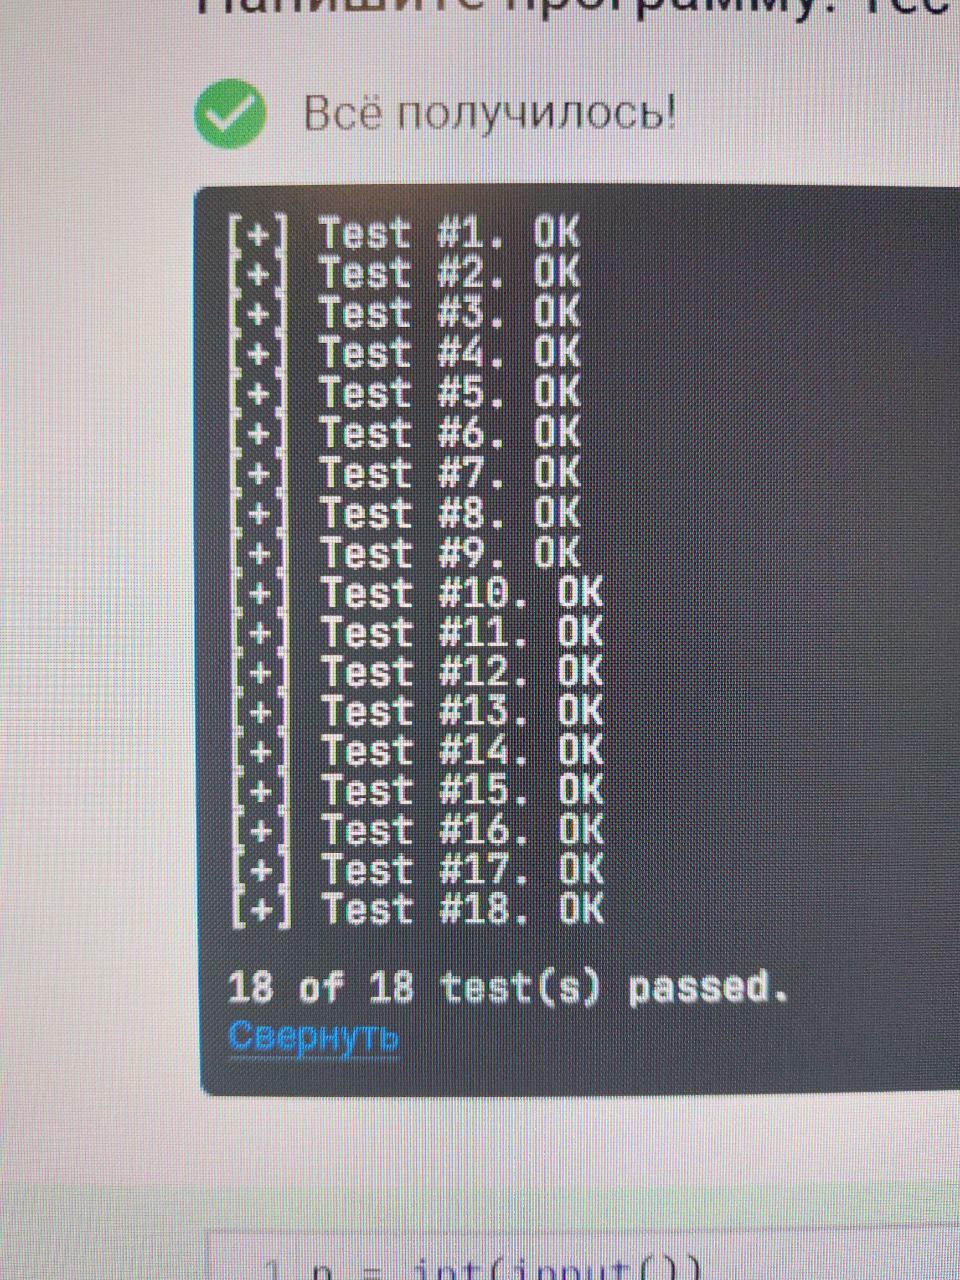 Напишите программу. Тес
Всё получилось!
[+] Test #1. OK
[+] Test #2. OK
[+] Test #3. OK
[+] Test #4. OK
[+] Test #5. OK
[+] Test #6. OK
[+] Test #7. OK
[+] Test #8. OK
[+] Test #9. OK
[+] Test #10. OK
[+] Test #11. OK
[+] Test #12. OK
[+] Test #13. OK
[+] Test #14. OK
[+] Test #15. OK
[+] Test #16. OK
[+] Test #17. OK
[+] Test #18. OK
18 of 18 test(s) passed.
Свернуть
1 n = int(input())